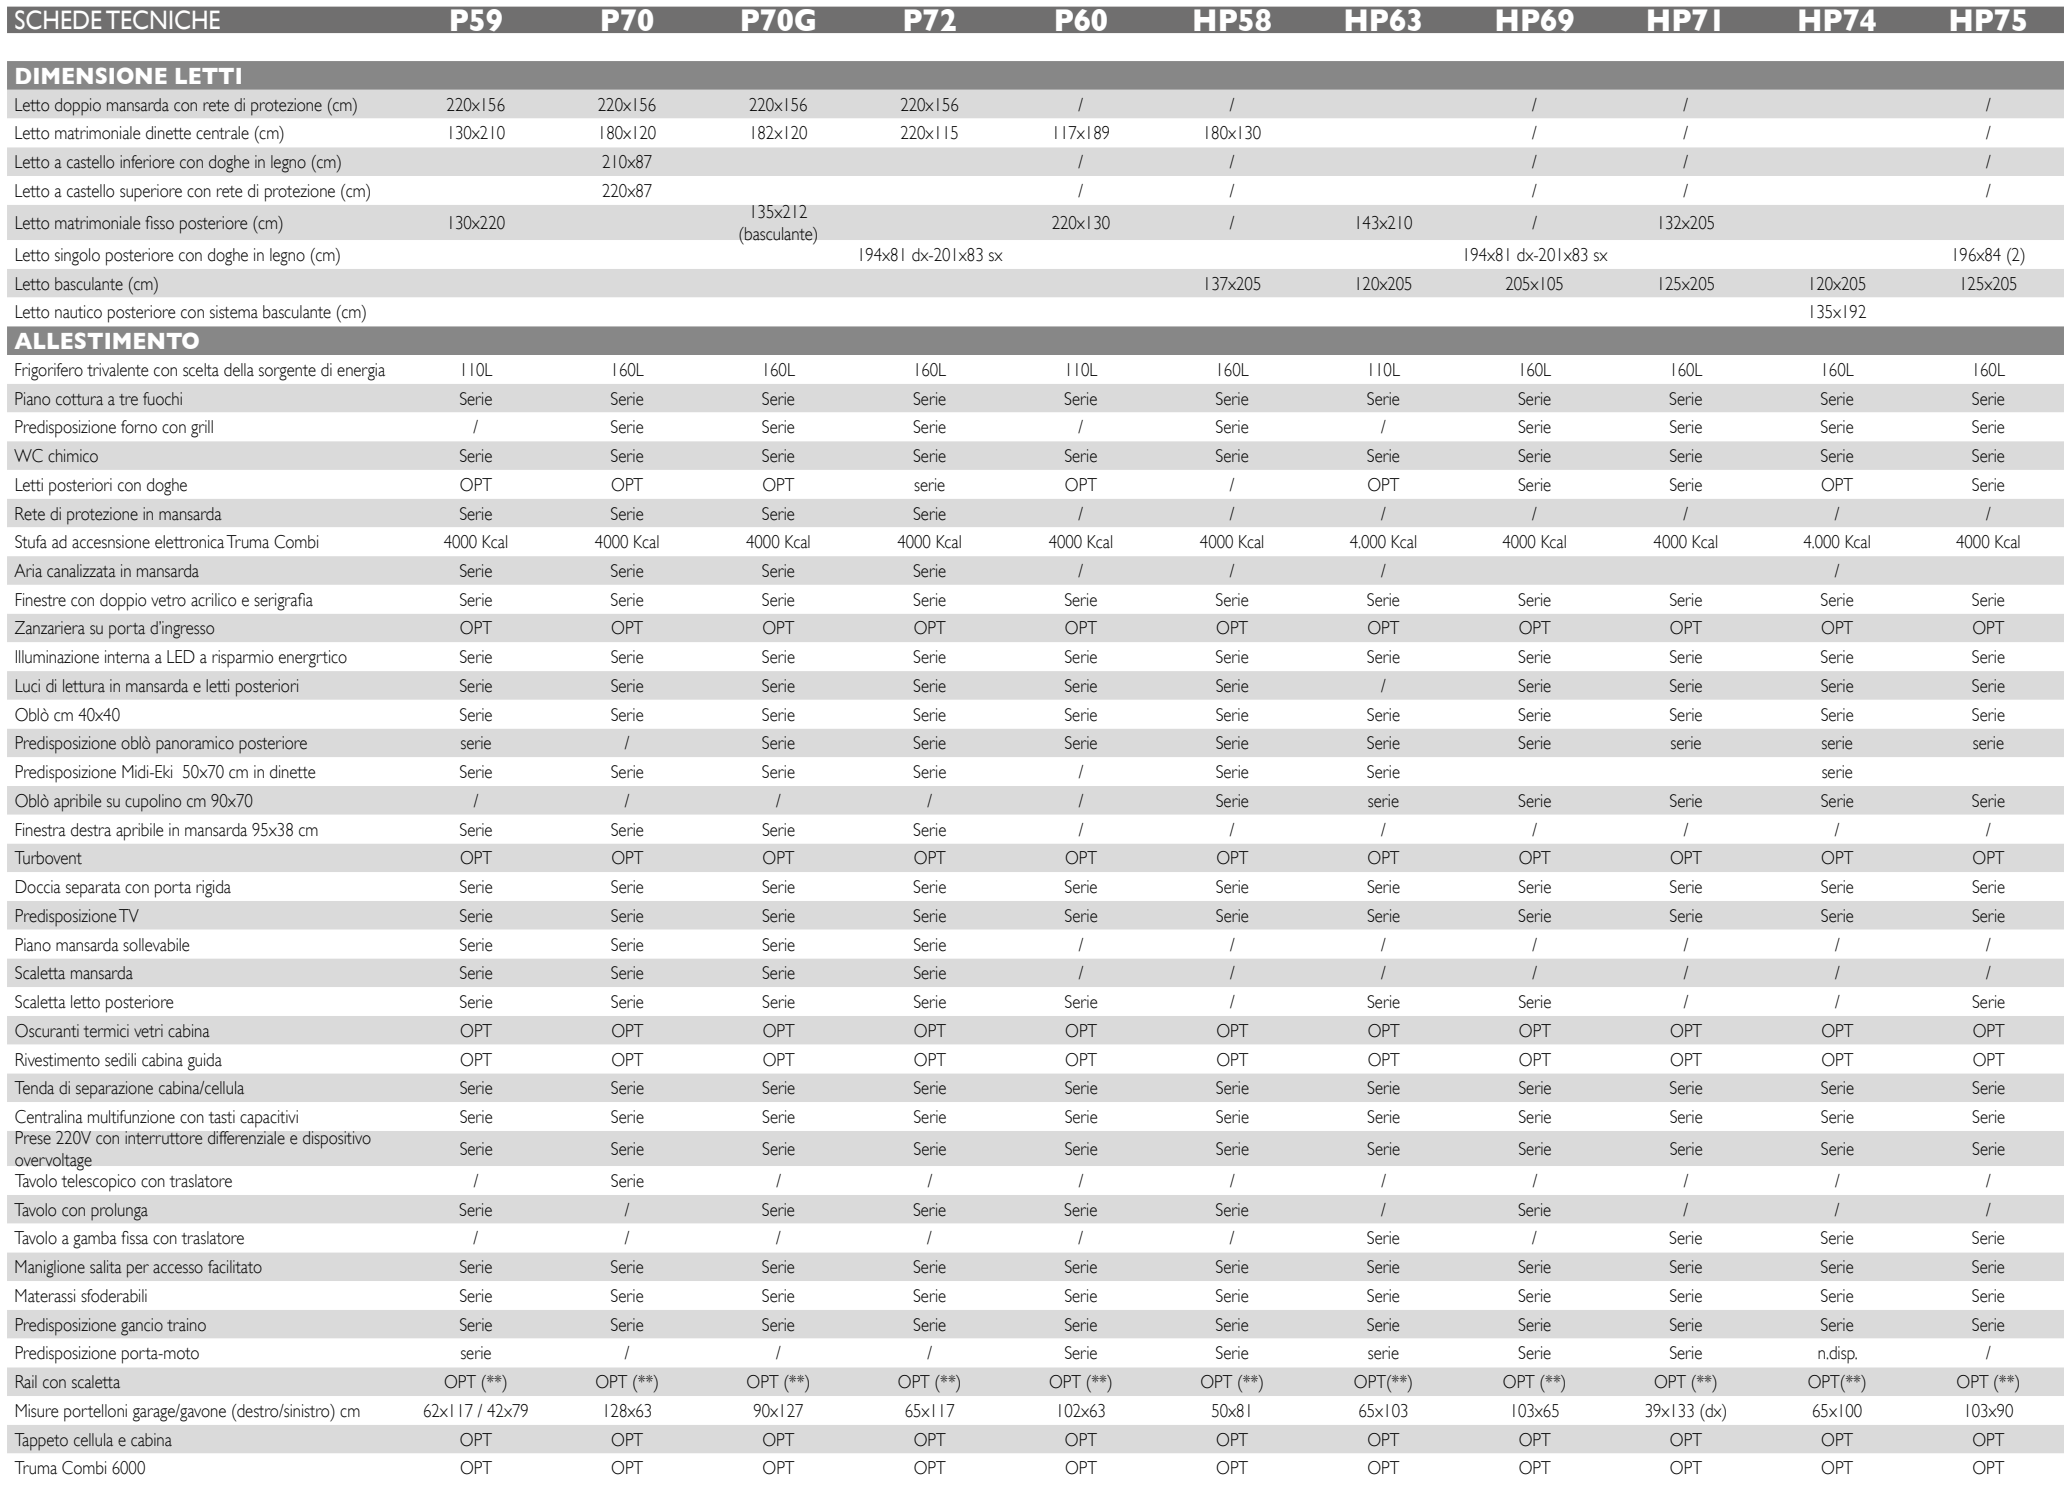 SCHEDE TECNICHE P59 P70 P70G P72 P60 HP58 HP63 HP69 HP71 HP74 HP75
DIMENSIONE LETTI
Letto doppio mansarda con rete di protezione (cm) 220x156 220x156 220x156 220x156 / / / / /
Letto matrimoniale dinette centrale (cm) 130x210 180x120 182x120 220x115 117x189 180x130 / / /
Letto a castello inferiore con doghe in legno (cm) 210x87 / / / / /
Letto a castello superiore con rete di protezione (cm) 220x87 / / / / /
Letto matrimoniale fisso posteriore (cm) 130x220 135x212 (basculante) 220x130 / 143x210 / 132x205
Letto singolo posteriore con doghe in legno (cm) 194x81 dx-201x83 sx 194x81 dx-201x83 sx 196x84 (2)
Letto basculante (cm) 137x205 120x205 205x105 125x205 120x205 125x205
Letto nautico posteriore con sistema basculante (cm) 135x192
ALLESTIMENTO
Frigorifero trivalente con scelta della sorgente di energia 110L 160L 160L 160L 110L 160L 110L 160L 160L 160L 160L
Piano cottura a tre fuochi Serie Serie Serie Serie Serie Serie Serie Serie Serie Serie Serie
Predisposizione forno con grill / Serie Serie Serie / Serie / Serie Serie Serie Serie
WC chimico Serie Serie Serie Serie Serie Serie Serie Serie Serie Serie Serie
Letti posteriori con doghe OPT OPT OPT serie OPT / OPT Serie Serie OPT Serie
Rete di protezione in mansarda Serie Serie Serie Serie / / / / / / /
Stufa ad accesnsione elettronica Truma Combi 4000 Kcal 4000 Kcal 4000 Kcal 4000 Kcal 4000 Kcal 4000 Kcal 4.000 Kcal 4000 Kcal 4000 Kcal 4.000 Kcal 4000 Kcal
Aria canalizzata in mansarda Serie Serie Serie Serie / / / /
Finestre con doppio vetro acrilico e serigrafia Serie Serie Serie Serie Serie Serie Serie Serie Serie Serie Serie
Zanzariera su porta d'ingresso OPT OPT OPT OPT OPT OPT OPT OPT OPT OPT OPT
Illuminazione interna a LED a risparmio energrtico Serie Serie Serie Serie Serie Serie Serie Serie Serie Serie Serie
Luci di lettura in mansarda e letti posteriori Serie Serie Serie Serie Serie Serie / Serie Serie Serie Serie
Oblò cm 40x40 Serie Serie Serie Serie Serie Serie Serie Serie Serie Serie Serie
Predisposizione oblò panoramico posteriore serie / Serie Serie Serie Serie Serie Serie serie serie serie
Predisposizione Midi-Eki 50x70 cm in dinette Serie Serie Serie Serie / Serie Serie serie
Oblò apribile su cupolino cm 90x70 / / / / / Serie serie Serie Serie Serie Serie
Finestra destra apribile in mansarda 95x38 cm Serie Serie Serie Serie / / / / / / /
Turbovent OPT OPT OPT OPT OPT OPT OPT OPT OPT OPT OPT
Doccia separata con porta rigida Serie Serie Serie Serie Serie Serie Serie Serie Serie Serie Serie
Predisposizione TV Serie Serie Serie Serie Serie Serie Serie Serie Serie Serie Serie
Piano mansarda sollevabile Serie Serie Serie Serie / / / / / / /
Scaletta mansarda Serie Serie Serie Serie / / / / / / /
Scaletta letto posteriore Serie Serie Serie Serie Serie / Serie Serie / / Serie
Oscuranti termici vetri cabina OPT OPT OPT OPT OPT OPT OPT OPT OPT OPT OPT
Rivestimento sedili cabina guida OPT OPT OPT OPT OPT OPT OPT OPT OPT OPT OPT
Tenda di separazione cabina/cellula Serie Serie Serie Serie Serie Serie Serie Serie Serie Serie Serie
Centralina multifunzione con tasti capacitivi Serie Serie Serie Serie Serie Serie Serie Serie Serie Serie Serie
Prese 220V con interruttore differenziale e dispositivo
overvoltage Serie Serie Serie Serie Serie Serie Serie Serie Serie Serie Serie
Tavolo telescopico con traslatore / Serie / / / / / / / / /
Tavolo con prolunga Serie / Serie Serie Serie Serie / Serie / / /
Tavolo a gamba fissa con traslatore / / / / / / Serie / Serie Serie Serie
Maniglione salita per accesso facilitato Serie Serie Serie Serie Serie Serie Serie Serie Serie Serie Serie
Materassi sfoderabili Serie Serie Serie Serie Serie Serie Serie Serie Serie Serie Serie
Predisposizione gancio traino Serie Serie Serie Serie Serie Serie Serie Serie Serie Serie Serie
Predisposizione porta-moto serie / / / Serie Serie serie Serie Serie n.disp. /
Rail con scaletta OPT (**) OPT (**) OPT (**) OPT (**) OPT (**) OPT (**) OPT(**) OPT (**) OPT (**) OPT(**) OPT (**)
Misure portelloni garage/gavone (destro/sinistro) cm 62x117 / 42x79 128x63 90x127 65x117 102x63 50x81 65x103 103x65 39x133 (dx) 65x100 103x90
Tappeto cellula e cabina OPT OPT OPT OPT OPT OPT OPT OPT OPT OPT OPT
Truma Combi 6000 OPT OPT OPT OPT OPT OPT OPT OPT OPT OPT OPT